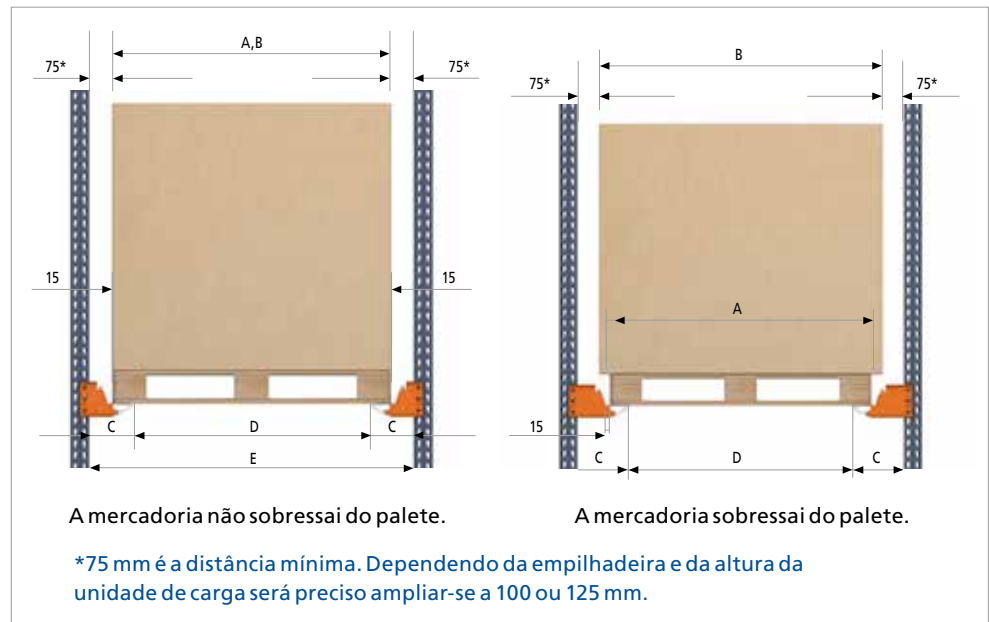 A,B
75*
75*
15
15
C
D
C
E
A mercadoria não sobressai do palete.
B
75*
75*
A
15
C
D
C
A mercadoria sobressai do palete.
*75 mm é a distância mínima. Dependendo da empilhadeira e da altura da
unidade de carga será preciso ampliar-se a 100 ou 125 mm.